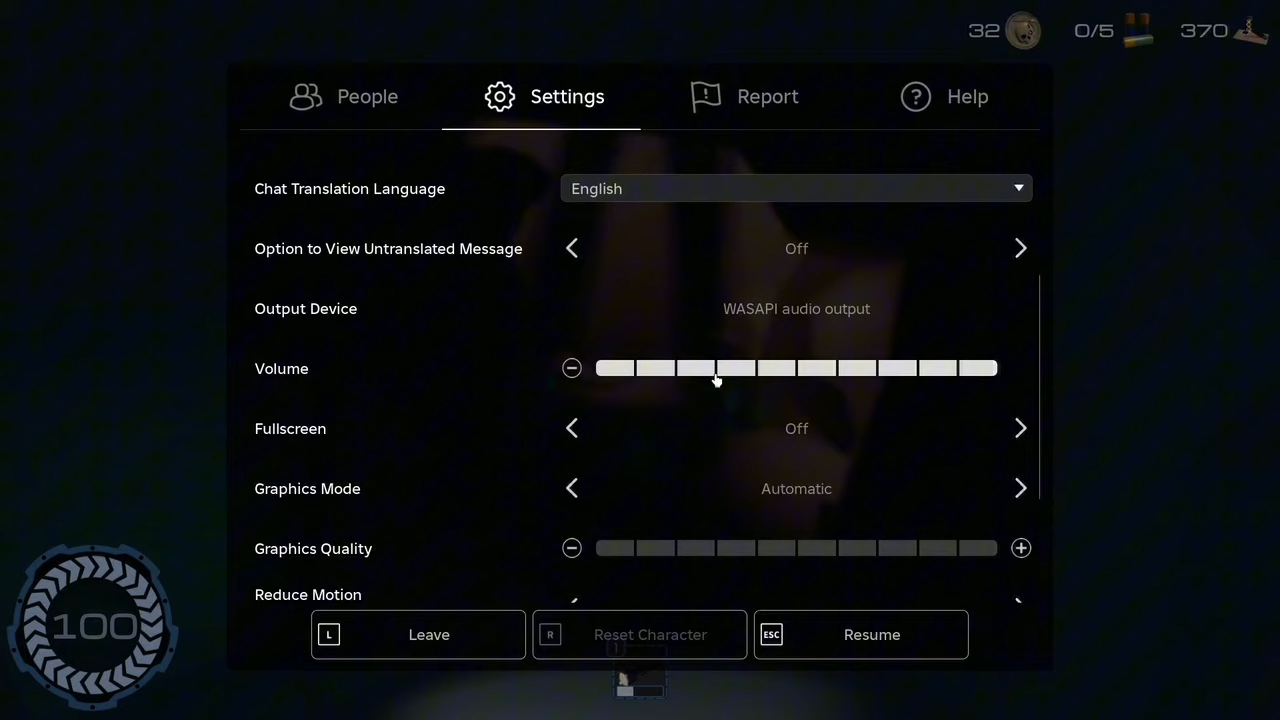 32 0/5 370
People Settings Report Help
Chat Translation Language English
Option to View Untranslated Message Off
Output Device WASAPI audio output
Volume
Fullscreen Off
Graphics Mode Automatic
Graphics Quality
Reduce Motion
L Leave R Reset Character ESC Resume
100
1